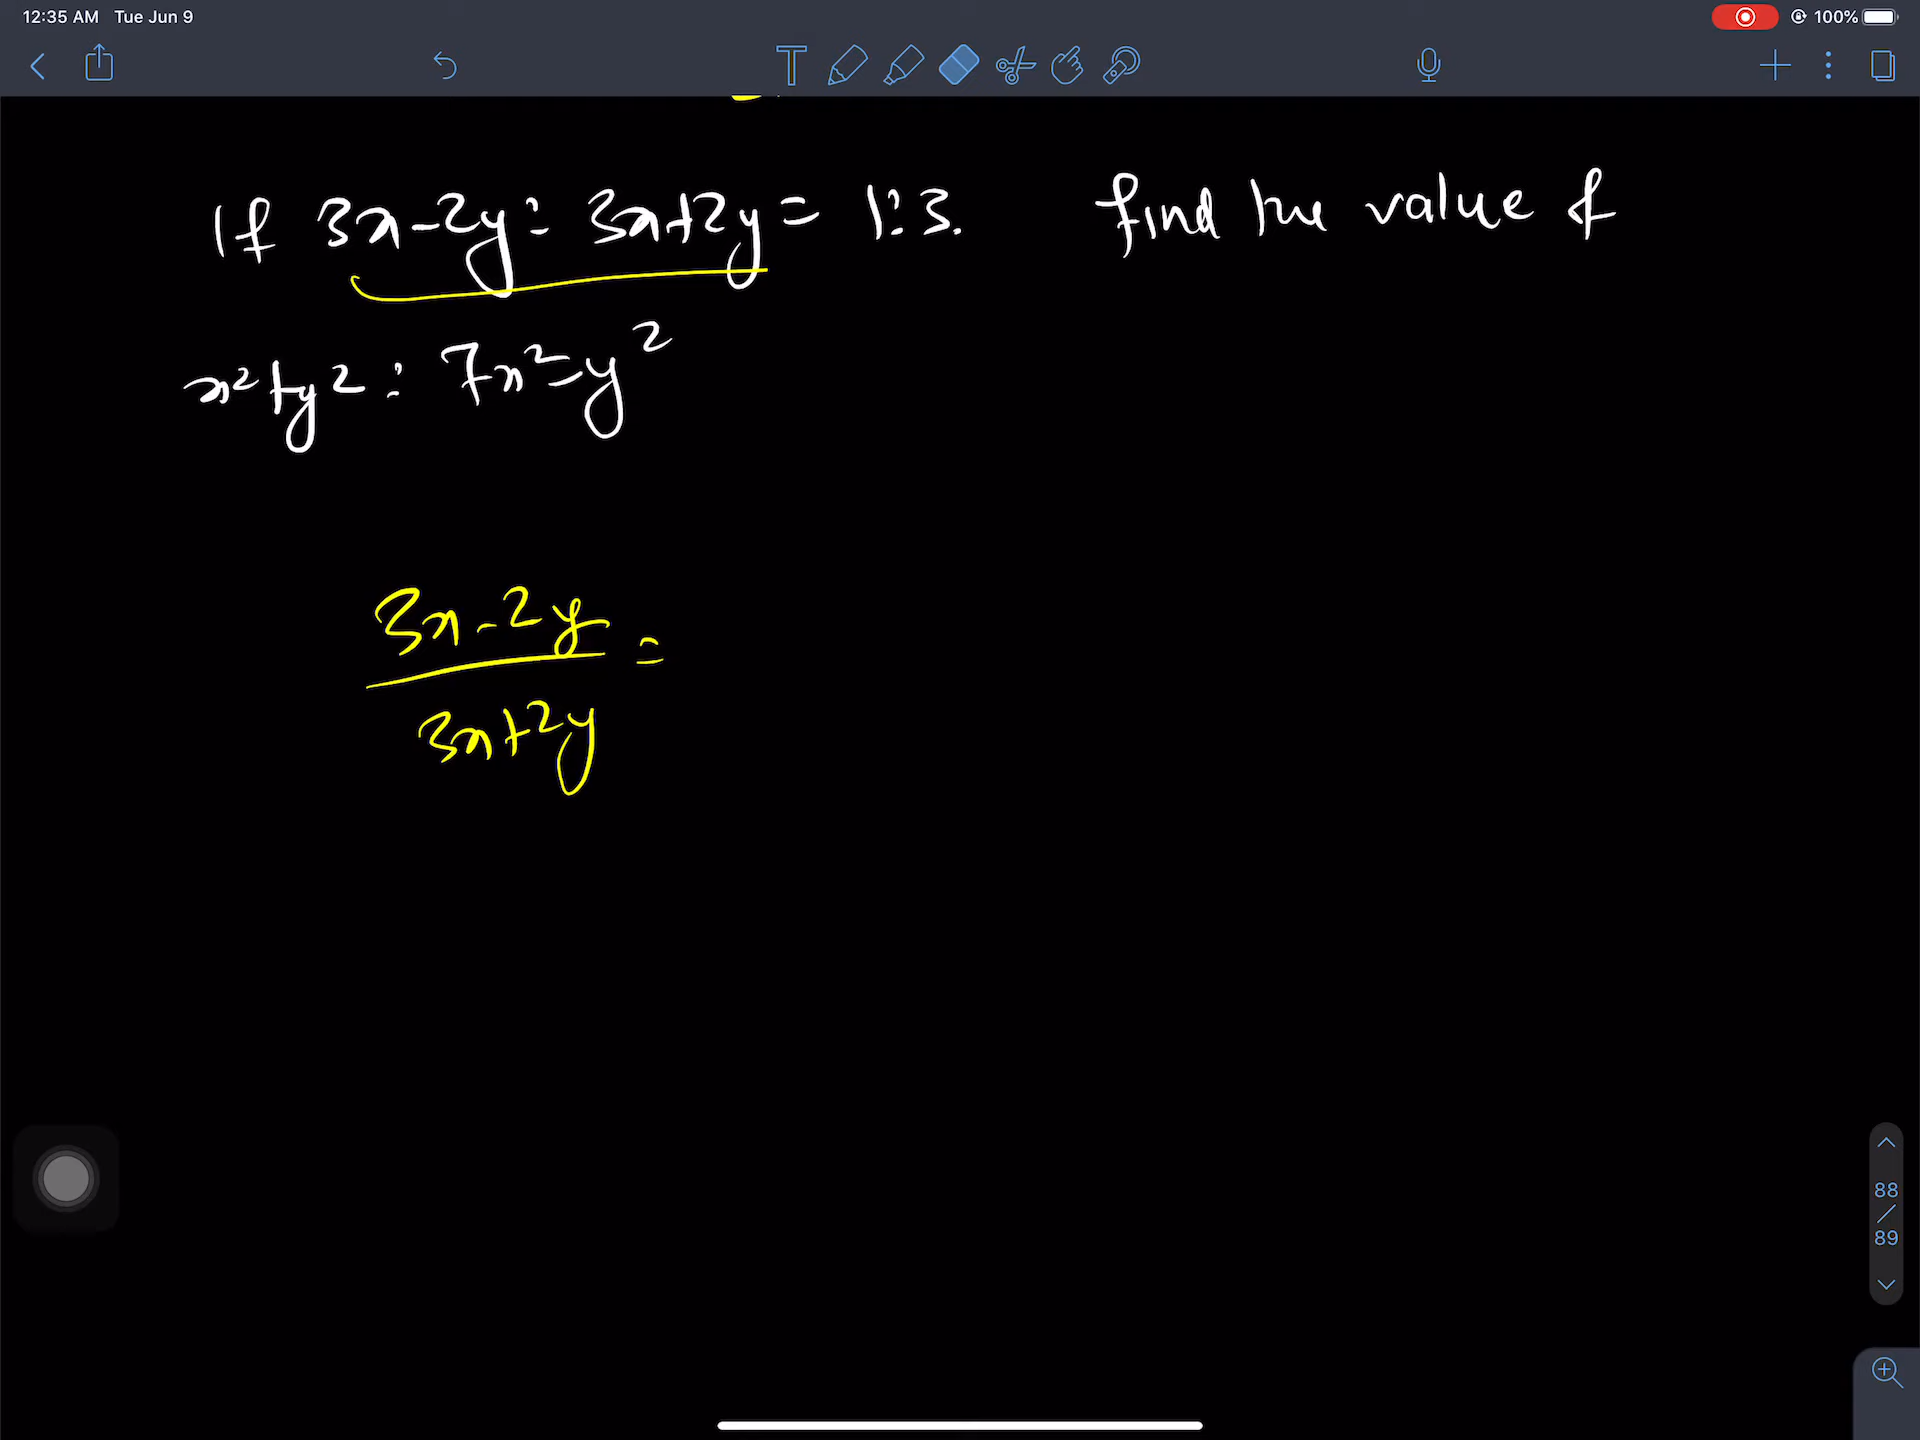 12:35 AM Tue Jun 9
100%
T
If 3x-2y : 3x+2y = 1:3. find the value of
x²+y² : 7x²-y²
3x-2y
=
3x+2y
88
/
89